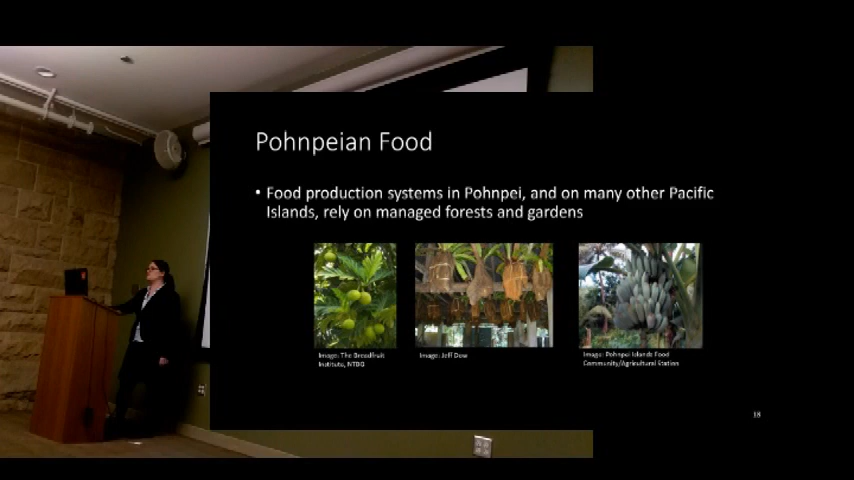 Pohnpeian Food
• Food production systems in Pohnpei, and on many other Pacific
Islands, rely on managed forests and gardens
Image: The Breadfruit
Institute, NTBG
Image: Jeff Dow
Image: Pohnpei Islands Food
Community/Agricultural Station
18